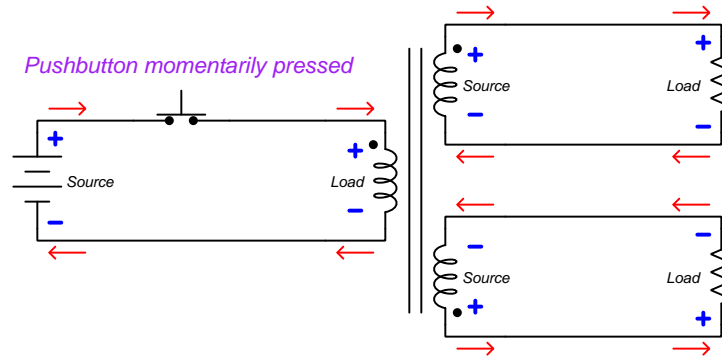 Pushbutton momentarily pressed
+
+
Source
Load
-
-
+
+
Source
Load
-
-
-
-
Source
Load
+
+